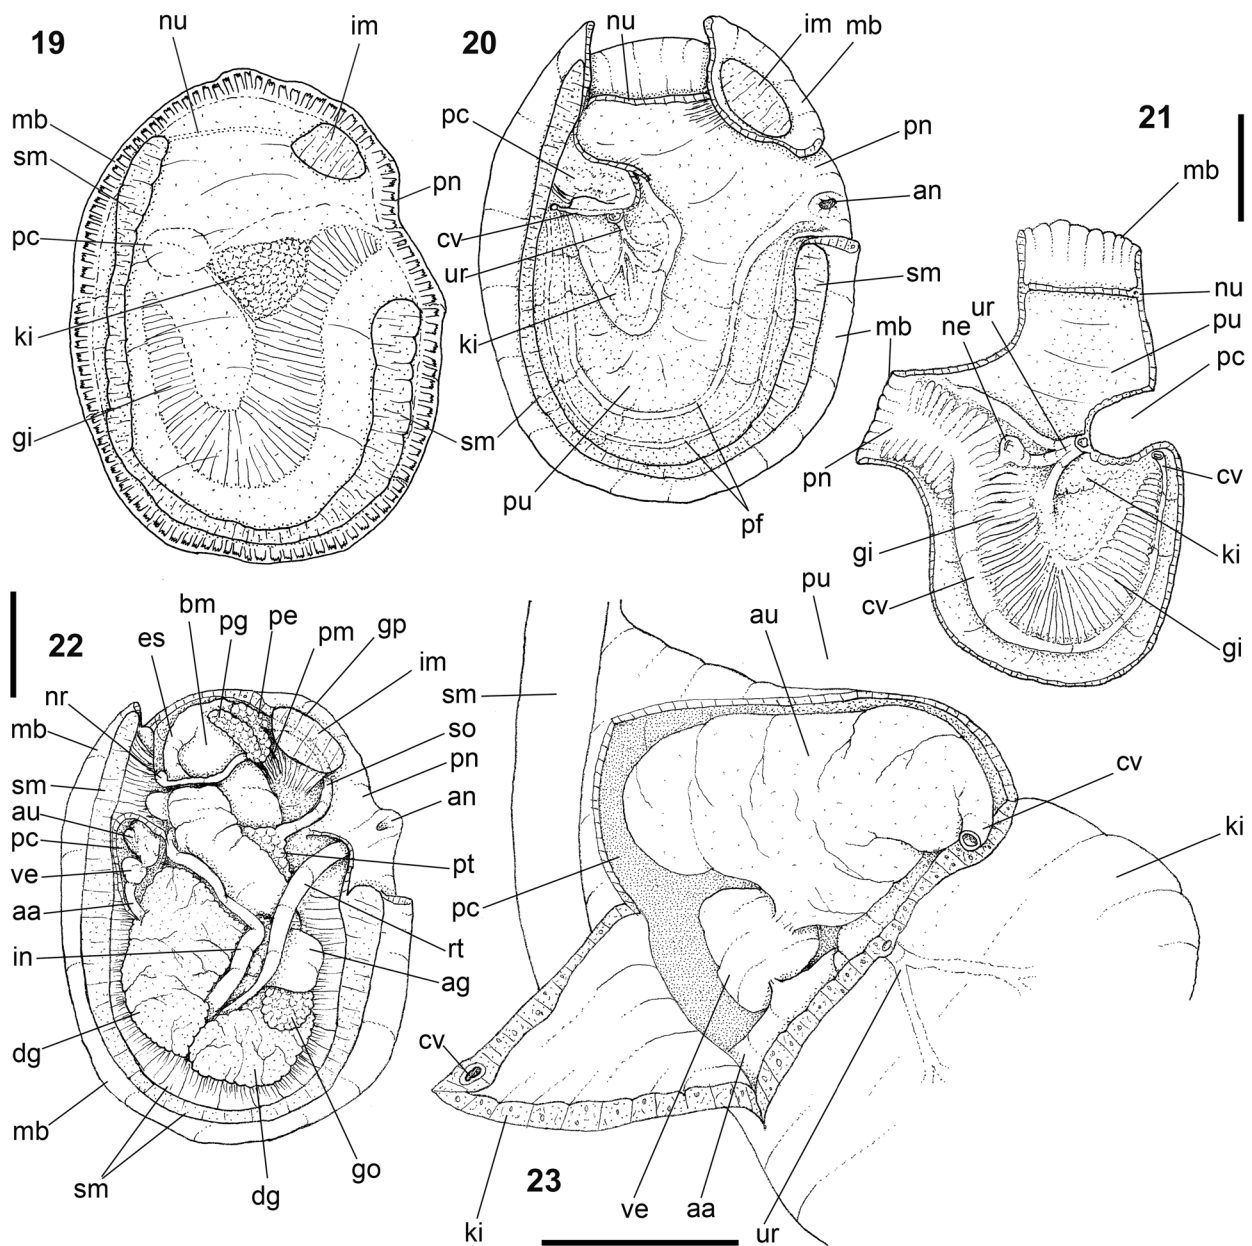 19
nu
im
mb
sm
pn
pc
ki
gi
sm
20
nu
im
mb
pc
pn
an
cv
ur
sm
ki
mb
sm
pu
pf
21
mb
nu
ur
pu
ne
pc
pn
cv
gi
ki
cv
gi
22
bm
pg
pe
pm
gp
es
im
nr
so
mb
pn
sm
an
au
pc
pt
ve
aa
rt
in
ag
dg
mb
go
sm
dg
23
pu
au
sm
cv
ki
pc
cv
ki
ve
aa
ur